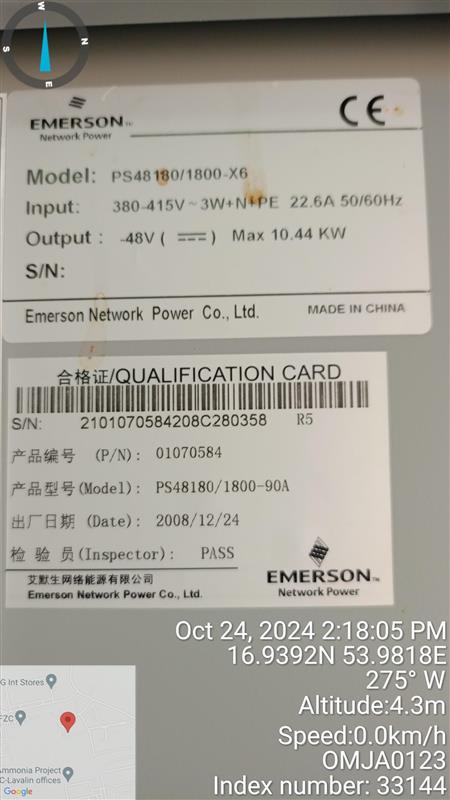 W
N
S
E
EMERSON™
Network Power
CE
Model: PS48180/1800-X6
Input: 380-415V ~ 3W+N+PE 22.6A 50/60Hz
Output : -48V ( ⎓ ) Max 10.44 KW
S/N:
Emerson Network Power Co., Ltd.
MADE IN CHINA
合格证/QUALIFICATION CARD
S/N: 2101070584208C280358 R5
产品编号 (P/N): 01070584
产品型号(Model): PS48180/1800-90A
出厂日期 (Date): 2008/12/24
检 验 员(Inspector): PASS
艾默生网络能源有限公司
Emerson Network Power Co., Ltd.
EMERSON™
Network Power
Oct 24, 2024 2:18:05 PM
16.9392N 53.9818E
275° W
Altitude:4.3m
Speed:0.0km/h
OMJA0123
Index number: 33144
G Int Stores
FZC
Ammonia Project
C-Lavalin offices
Google